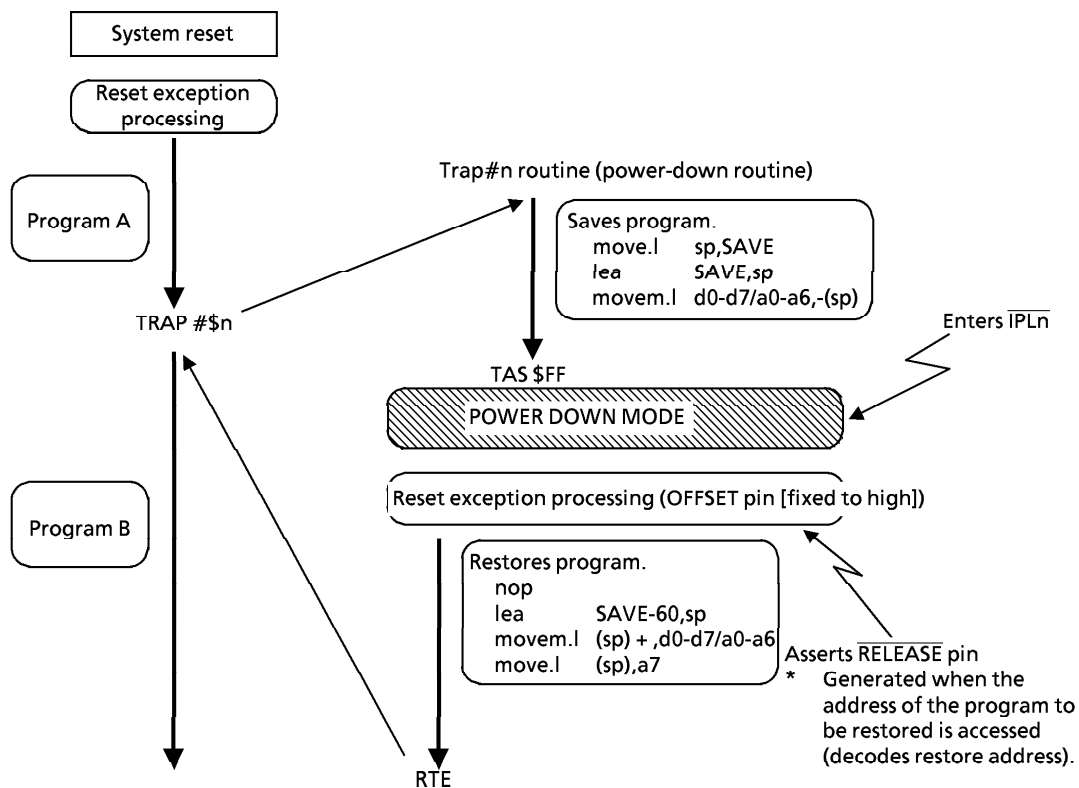 System reset
Reset exception
processing
Program A
TRAP #$n
Program B
Trap#n routine (power-down routine)
Saves program.
move.l sp,SAVE
lea SAVE,sp
movem.l d0-d7/a0-a6,-(sp)
TAS $FF
POWER DOWN MODE
Enters IPLn
Reset exception processing (OFFSET pin [fixed to high])
Restores program.
nop
lea SAVE-60,sp
movem.l (sp) + ,d0-d7/a0-a6
move.l (sp),a7
RTE
Asserts RELEASE pin
* Generated when the
address of the program to
be restored is accessed
(decodes restore address).